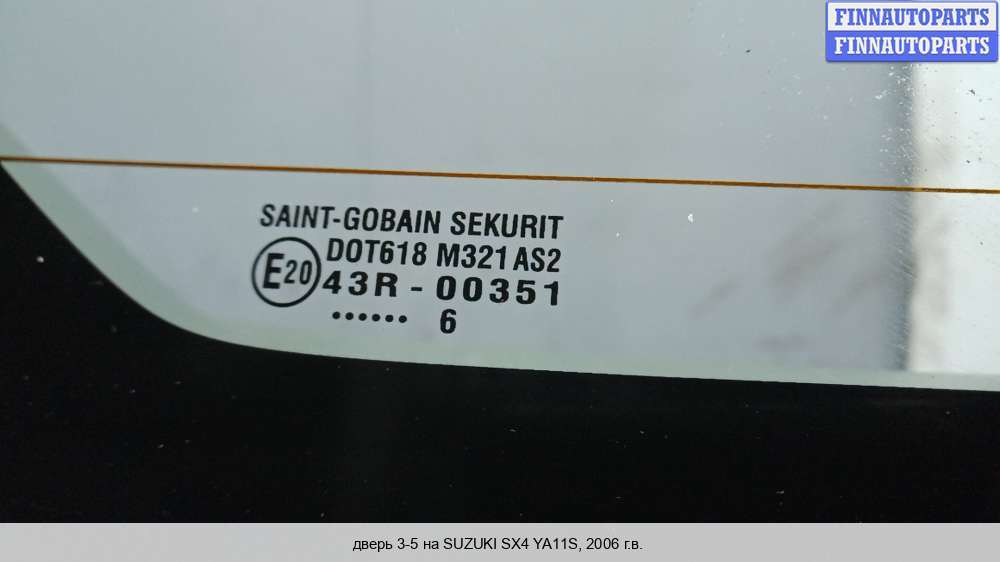 FINNAUTOPARTS
FINNAUTOPARTS
SAINT-GOBAIN SEKURIT
DOT618 M321 AS2
E20 43R - 00351
...... 6
дверь 3-5 на SUZUKI SX4 YA11S, 2006 г.в.